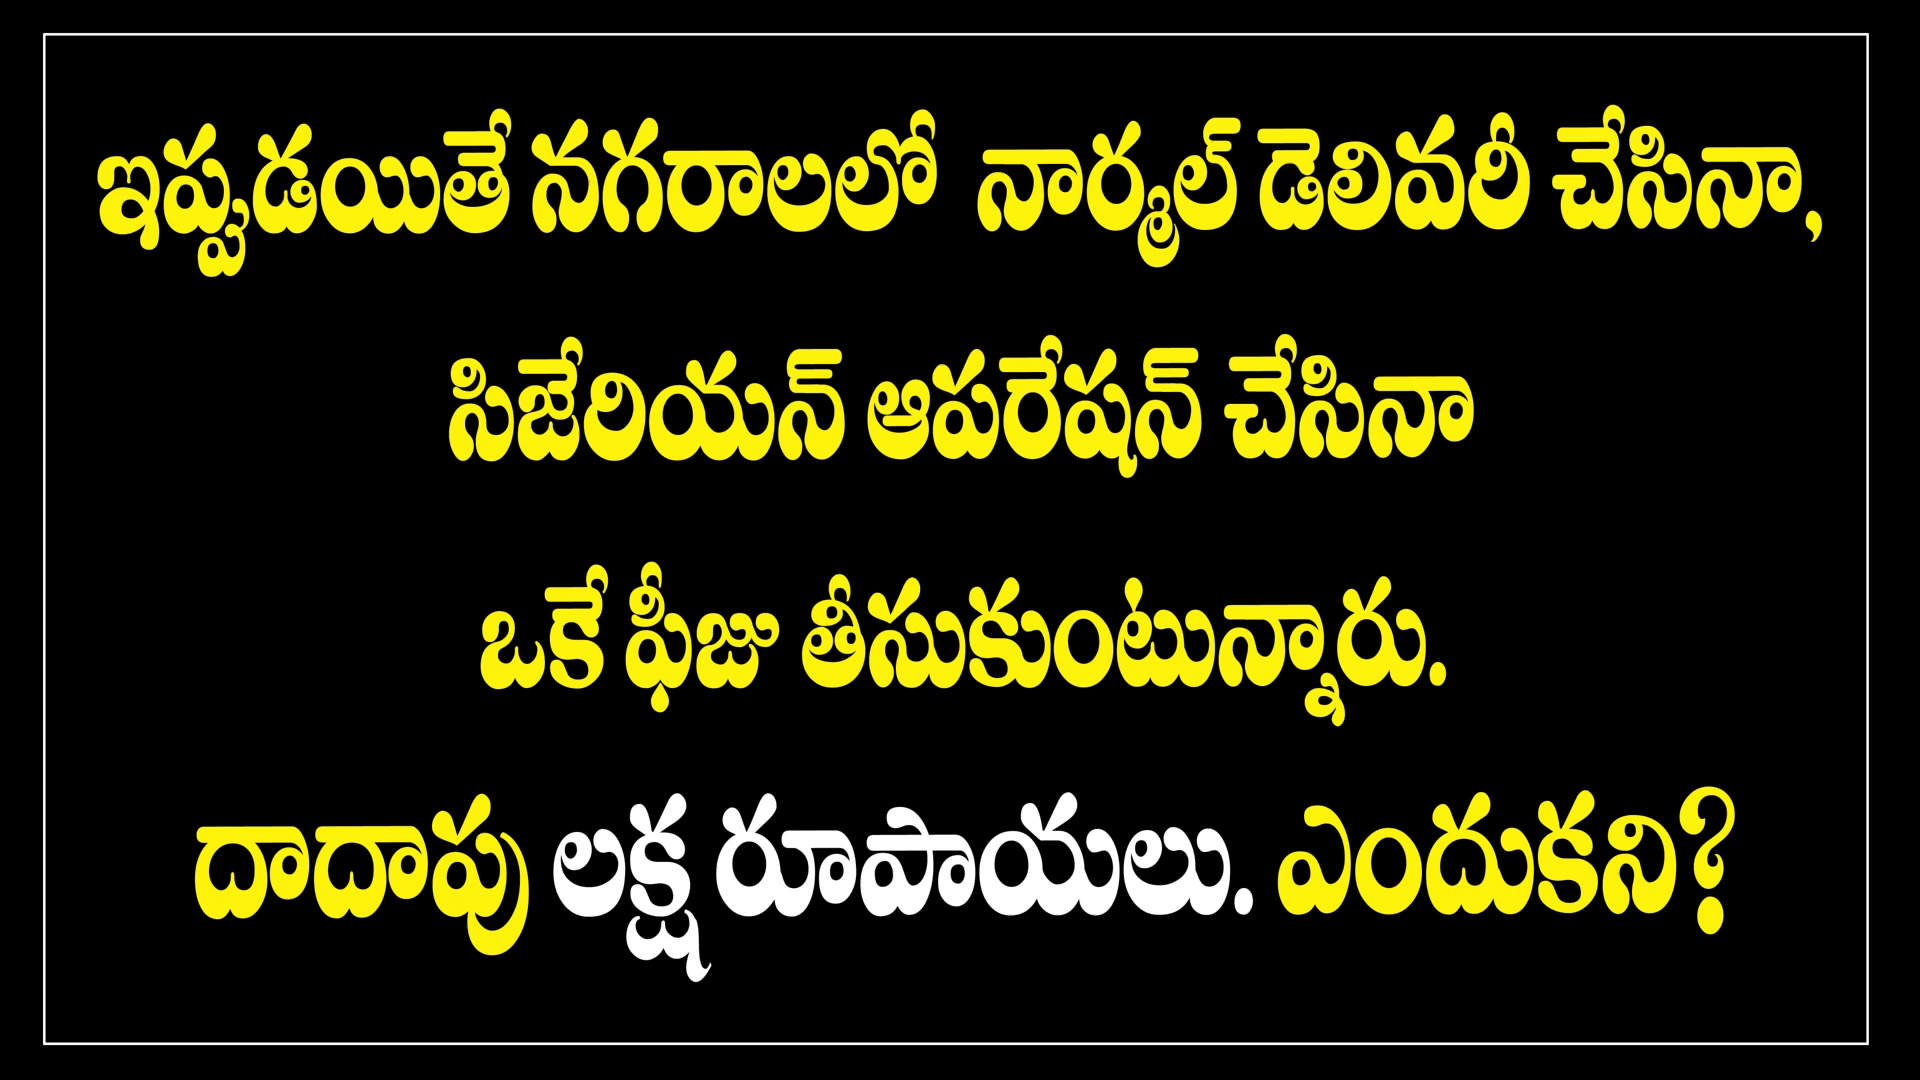 ఇప్పుడయితే నగరాలలో నార్మల్ డెలివరీ చేసినా,
సిజేరియన్ ఆపరేషన్ చేసినా
ఒకే ఫీజు తీసుకుంటున్నారు.
దాదాపు లక్ష రూపాయలు. ఎందుకని?